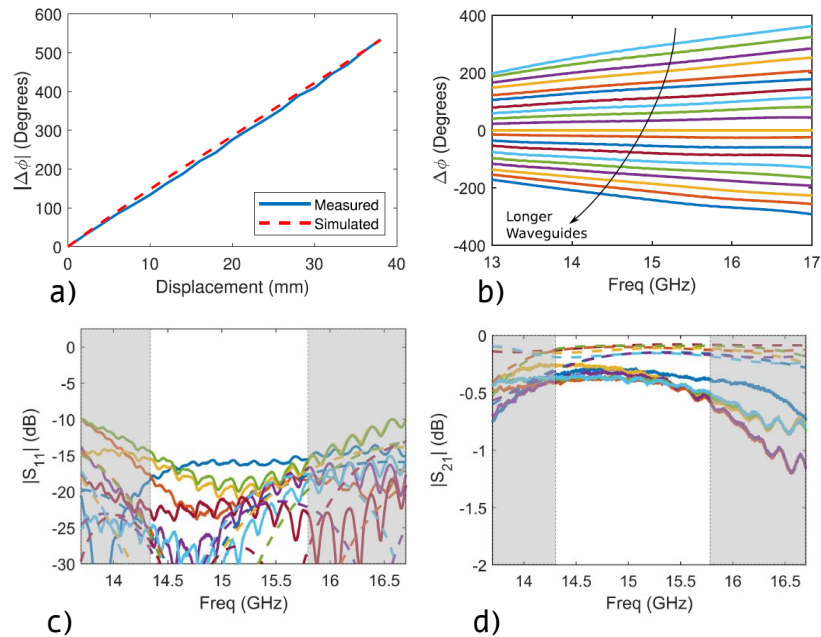 600
500
400
300
200
100
0
|Δϕ| (Degrees)
Measured
Simulated
0 10 20 30 40
Displacement (mm)
a)
400
200
0
-200
-400
Δϕ (Degrees)
Longer
Waveguides
13 14 15 16 17
Freq (GHz)
b)
0
-5
-10
-15
-20
-25
-30
|S11| (dB)
14 14.5 15 15.5 16 16.5
Freq (GHz)
c)
0
-0.5
-1
-1.5
-2
|S21| (dB)
14 14.5 15 15.5 16 16.5
Freq (GHz)
d)